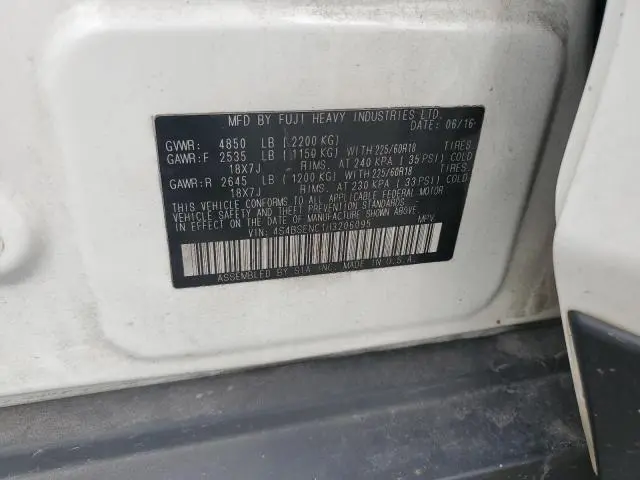 MFD BY FUJI HEAVY INDUSTRIES LTD.
DATE: 06/16
GVWR: 4850 LB ( 2200 KG)
GAWR:F 2535 LB ( 1150 KG) WITH 225/60R18 TIRES
18X7J RIMS. AT 240 KPA ( 35 PSI) COLD
GAWR:R 2645 LB ( 1200 KG) WITH 225/60R18 TIRES
18X7J RIMS. AT 230 KPA ( 33 PSI) COLD
THIS VEHICLE CONFORMS TO ALL APPLICABLE FEDERAL MOTOR
VEHICLE SAFETY AND BUMPER STANDARDS
IN EFFECT ON THE DATE OF MANUFACTURE SHOWN ABOVE.
VIN: MPV
ASSEMBLED BY SIA INC. MADE IN U.S.A.